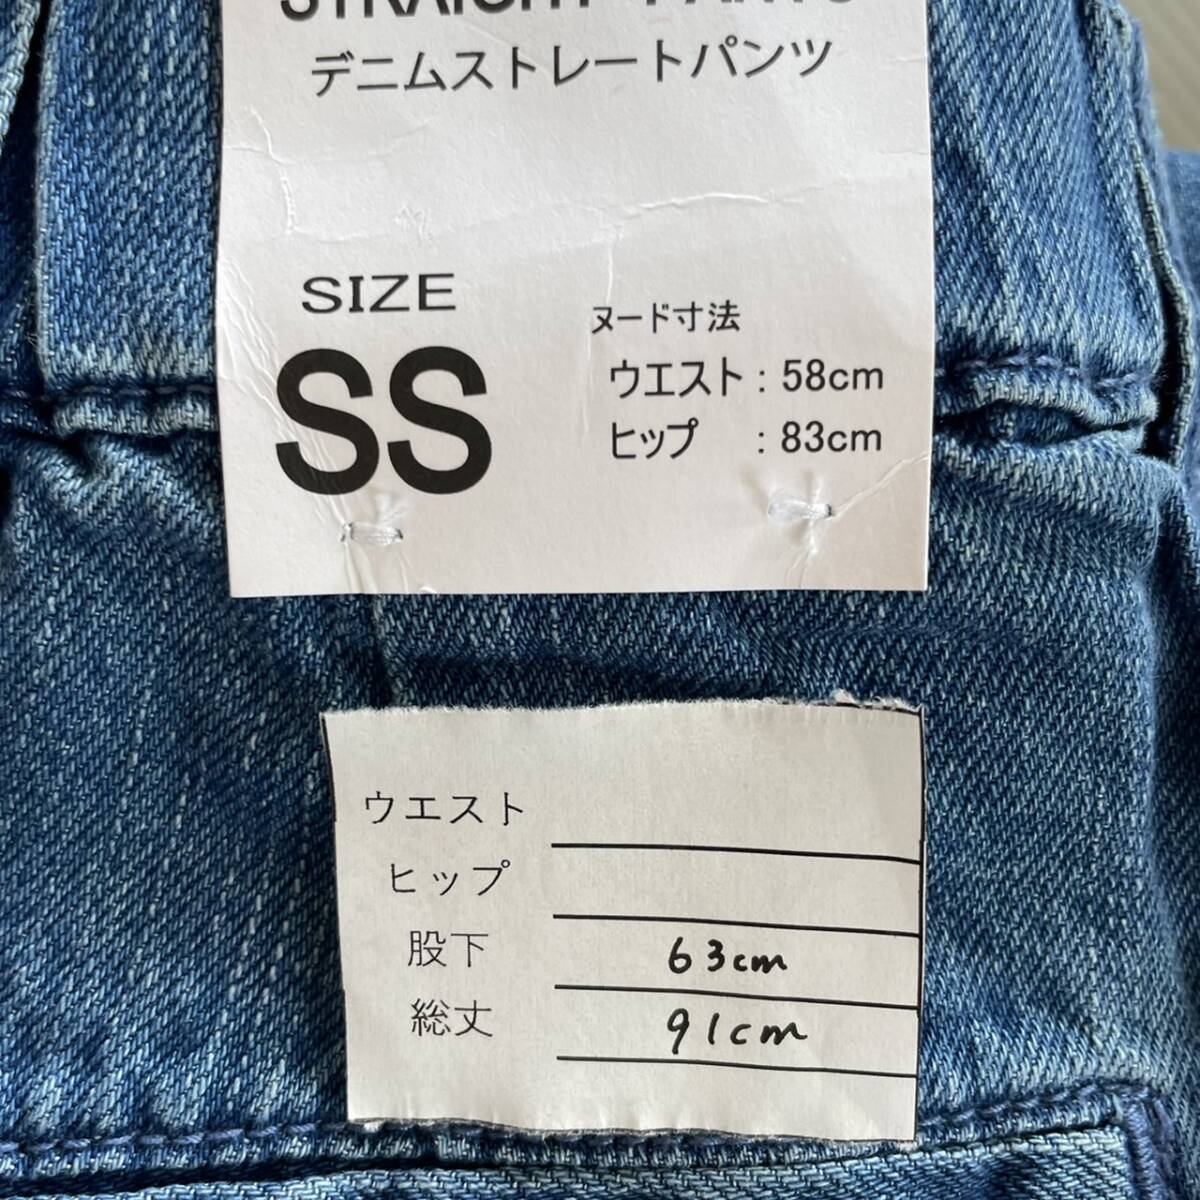 STRAIGHT PANTS
デニムストレートパンツ
SIZE
SS
ヌード寸法
ウエスト : 58cm
ヒップ : 83cm
ウエスト
ヒップ
股下 63cm
総丈 91cm